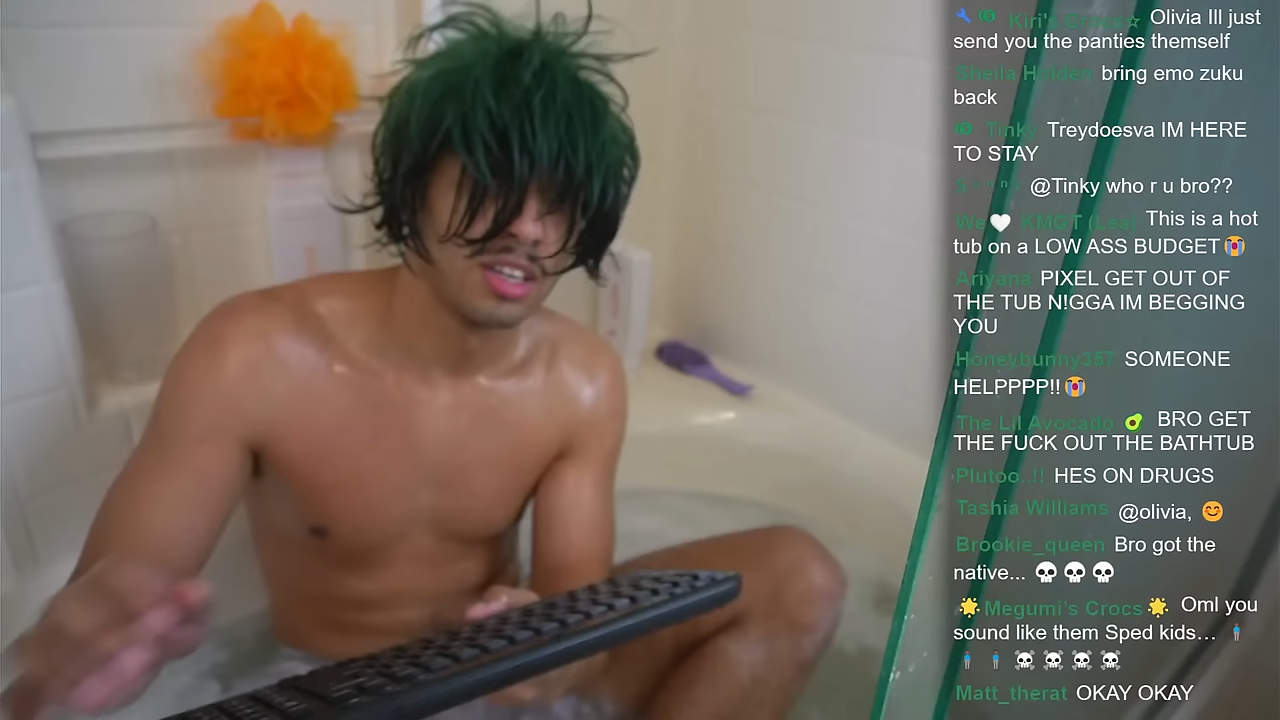 Kiri's Crocs☆ Olivia Ill just
send you the panties themself
Shella Holden bring emo zuku
back
Tinky Treydoesva IM HERE
TO STAY
@Tinky who r u bro??
We🤍 KMGT (Lea) This is a hot
tub on a LOW ASS BUDGET😭
Ariyana PIXEL GET OUT OF
THE TUB N!GGA IM BEGGING
YOU
Honeybunny357 SOMEONE
HELPPPP!!😭
The Lil Avocado 🥑 BRO GET
THE FUCK OUT THE BATHTUB
Plutoo..!! HES ON DRUGS
Tashia Williams @olivia, 😊
Brookie_queen Bro got the
native... 💀💀💀
🌟Megumi's Crocs🌟 Oml you
sound like them Sped kids... 🧍‍♂️
🧍‍♂️🧍‍♂️☠️☠️☠️☠️
Matt_therat OKAY OKAY